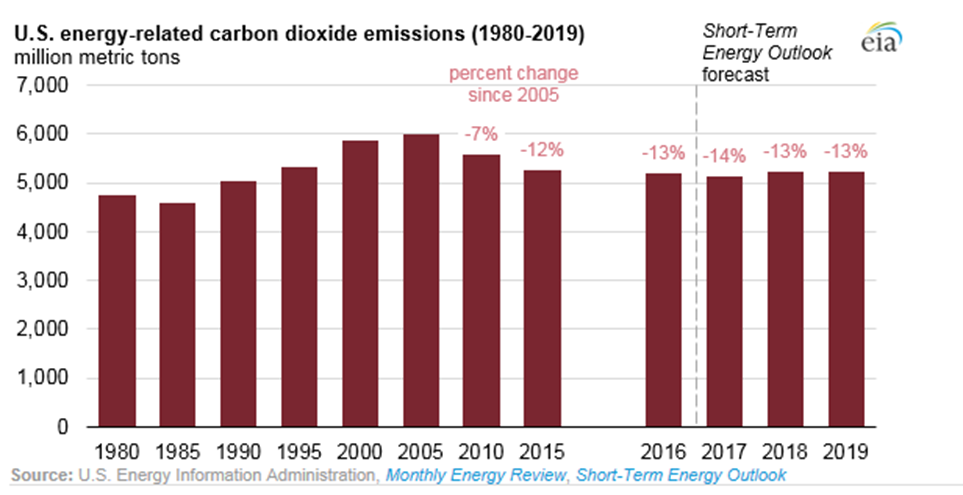 U.S. energy-related carbon dioxide emissions (1980-2019)
million metric tons
Short-Term
Energy Outlook
forecast
eia
percent change
since 2005
7,000
6,000
5,000
4,000
3,000
2,000
1,000
0
-7%
-12%
-13%
-14%
-13%
-13%
1980 1985 1990 1995 2000 2005 2010 2015 2016 2017 2018 2019
Source: U.S. Energy Information Administration, Monthly Energy Review, Short-Term Energy Outlook